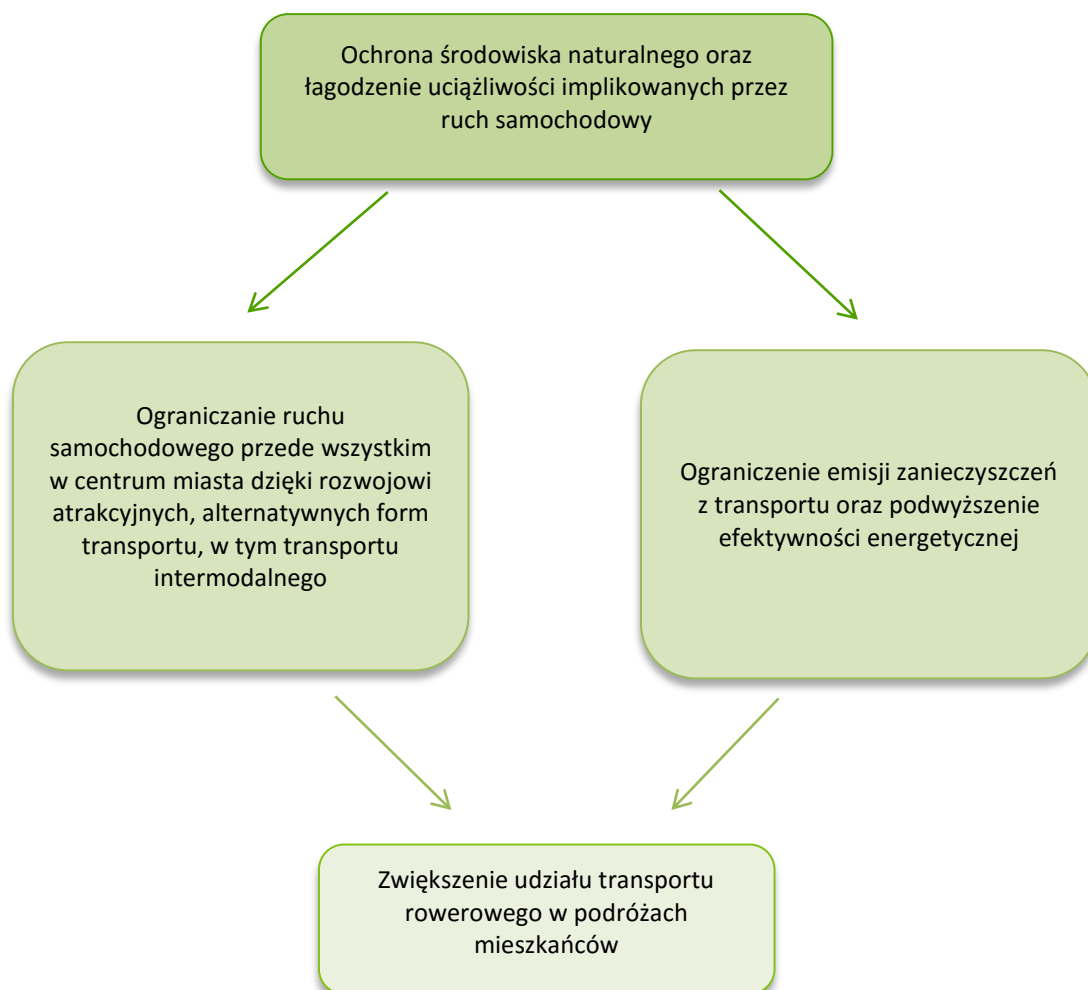 Ochrona środowiska naturalnego oraz
łagodzenie uciążliwości implikowanych przez
ruch samochodowy
Ograniczanie ruchu
samochodowego przede wszystkim
w centrum miasta dzięki rozwojowi
atrakcyjnych, alternatywnych form
transportu, w tym transportu
intermodalnego
Ograniczenie emisji zanieczyszczeń
z transportu oraz podwyższenie
efektywności energetycznej
Zwiększenie udziału transportu
rowerowego w podróżach
mieszkańców